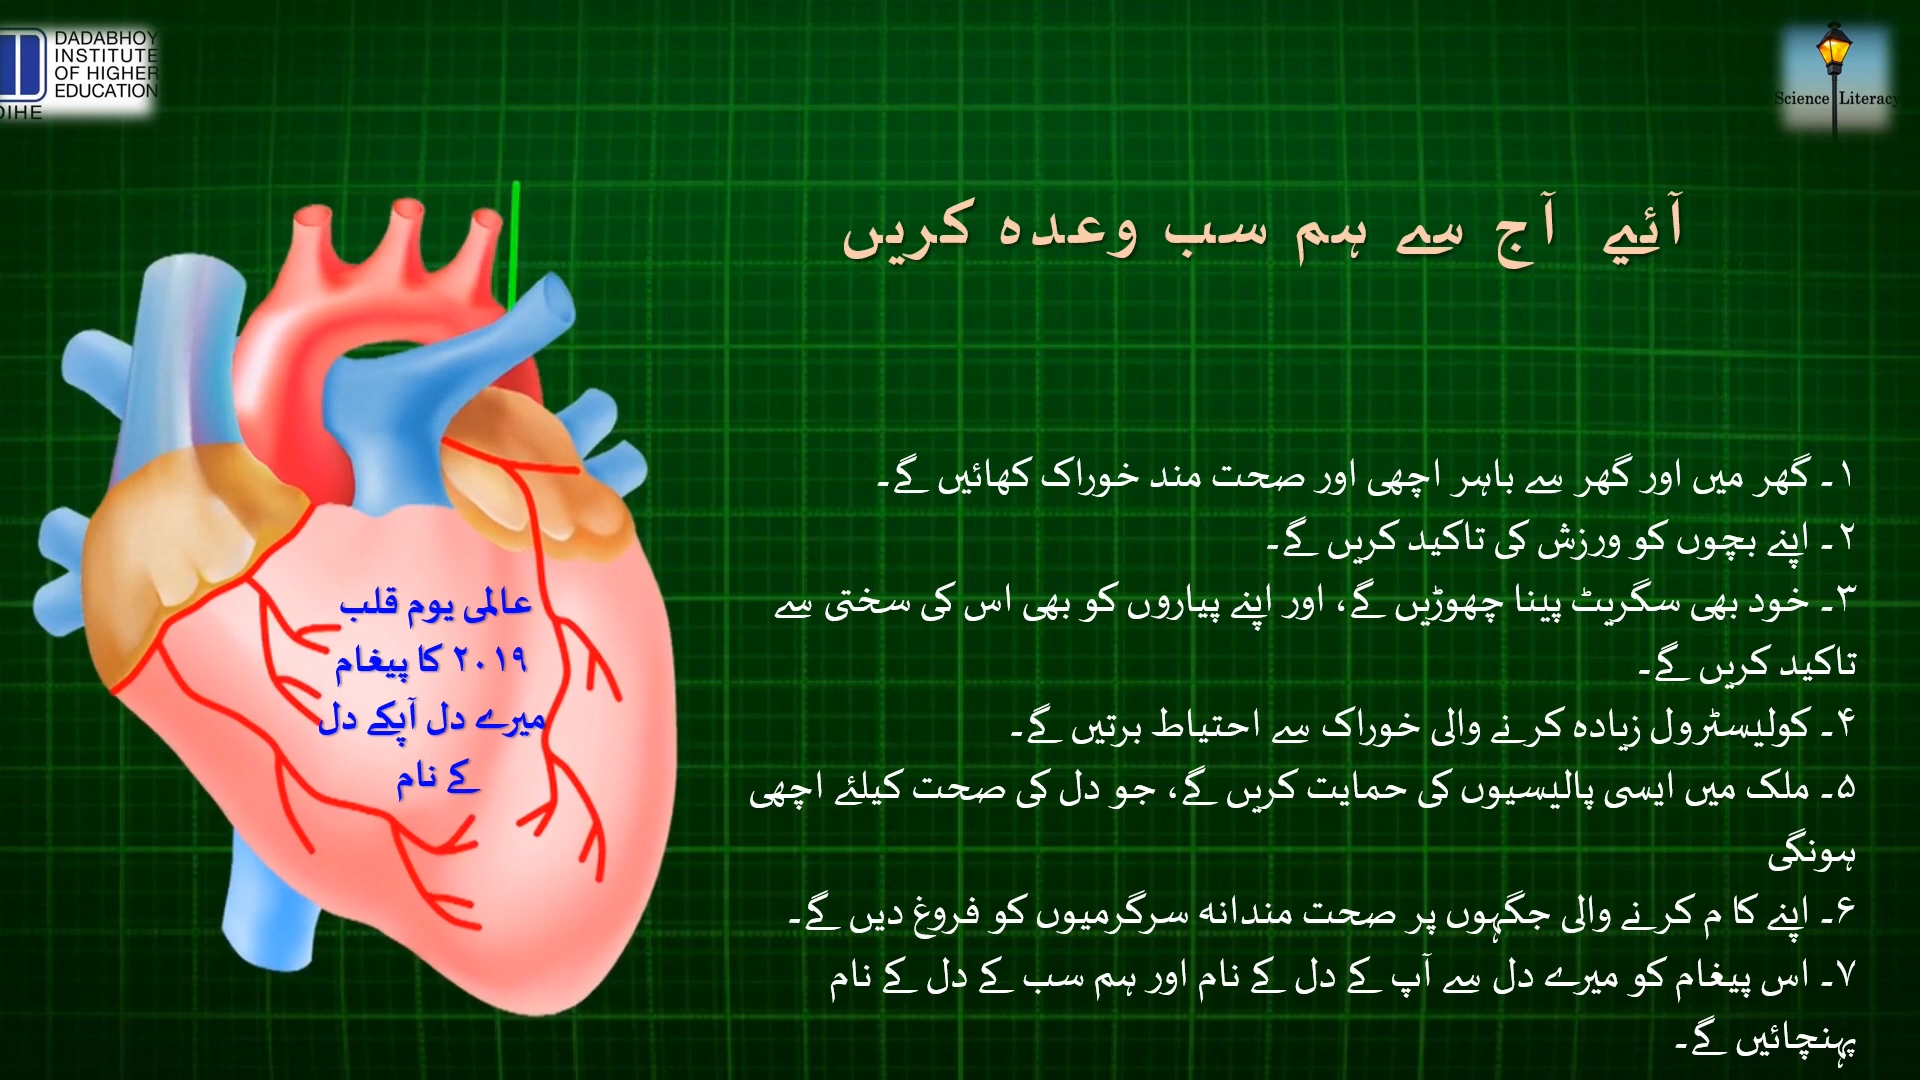 DADABHOY
INSTITUTE
OF HIGHER
EDUCATION
DIHE
Science Literacy
آئیے آج سے ہم سب وعدہ کریں
۱۔ گھر میں اور گھر سے باہر اچھی اور صحت مند خوراک کھائیں گے۔
۲۔ اپنے بچوں کو ورزش کی تاکید کریں گے۔
۳۔ خود بھی سگریٹ پینا چھوڑیں گے، اور اپنے پیاروں کو بھی اس کی سختی سے
تاکید کریں گے۔
۴۔ کولیسٹرول زیادہ کرنے والی خوراک سے احتیاط برتیں گے۔
۵۔ ملک میں ایسی پالیسیوں کی حمایت کریں گے، جو دل کی صحت کیلئے اچھی
ہونگی
۶۔ اپنے کا م کرنے والی جگہوں پر صحت مندانہ سرگرمیوں کو فروغ دیں گے۔
۷۔ اس پیغام کو میرے دل سے آپ کے دل کے نام اور ہم سب کے دل کے نام
پہنچائیں گے۔
عالمی یوم قلب
۲۰۱۹ کا پیغام
میرے دل آپکے دل
کے نام